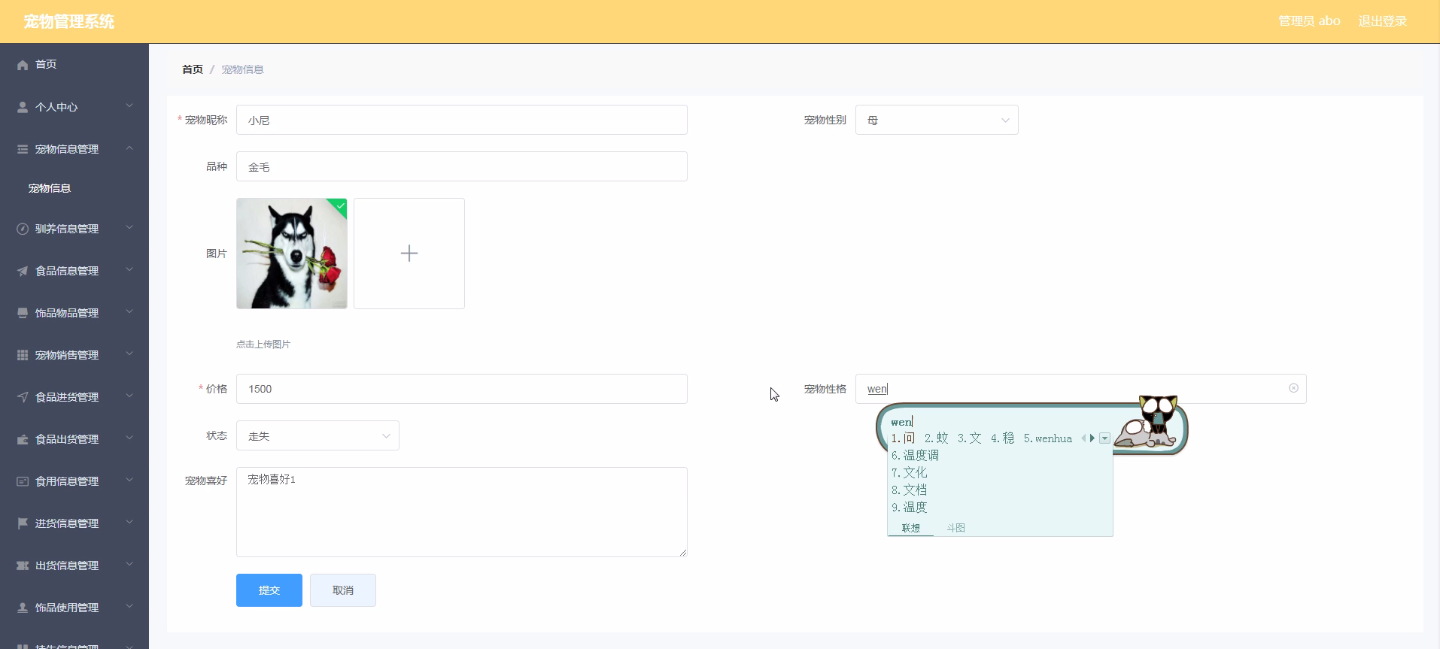 宠物管理系统
管理员 abo 退出登录
首页
个人中心
宠物信息管理
宠物信息
驯养信息管理
食品信息管理
饰品物品管理
宠物销售管理
食品进货管理
食品出货管理
食用信息管理
进货信息管理
出货信息管理
饰品使用管理
首页 / 宠物信息
* 宠物昵称 小尼
宠物性别 母
品种 金毛
图片
点击上传图片
* 价格 1500
宠物性格 wen
状态 走失
宠物喜好 宠物喜好1
提交 取消
wen
1.问 2.蚊 3.文 4.稳 5.wenhua
6.温度调
7.文化
8.文档
9.温度
联想 斗图